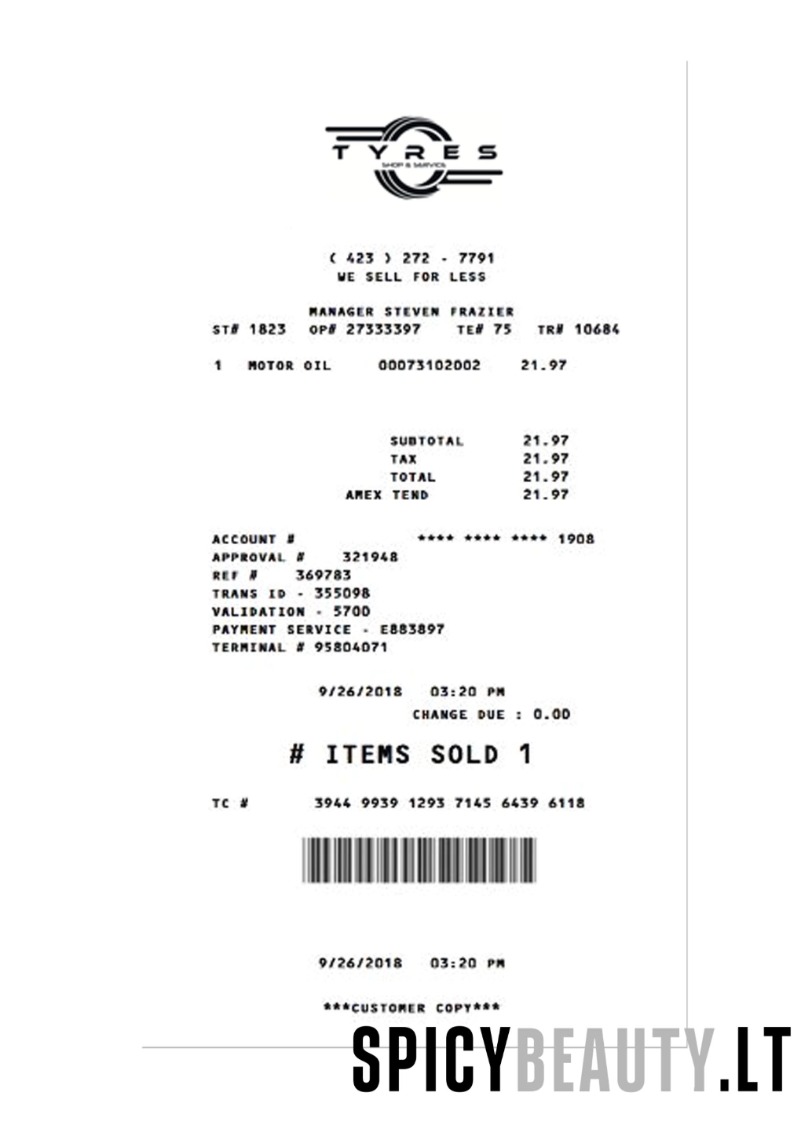 TYRES
SHOP & SERVICE
( 423 ) 272 - 7791
WE SELL FOR LESS
MANAGER STEVEN FRAZIER
ST# 1823 OP# 27333397 TE# 75 TR# 10684
1 MOTOR OIL 00073102002 21.97
SUBTOTAL 21.97
TAX 21.97
TOTAL 21.97
AMEX TEND 21.97
ACCOUNT # **** **** **** 1908
APPROVAL # 321948
REF # 369783
TRANS ID - 355098
VALIDATION - 5700
PAYMENT SERVICE - E883897
TERMINAL # 95804071
9/26/2018 03:20 PM
CHANGE DUE : 0.00
# ITEMS SOLD 1
TC # 3944 9939 1293 7145 6439 6118
9/26/2018 03:20 PM
***CUSTOMER COPY***
SPICYBEAUTY.LT